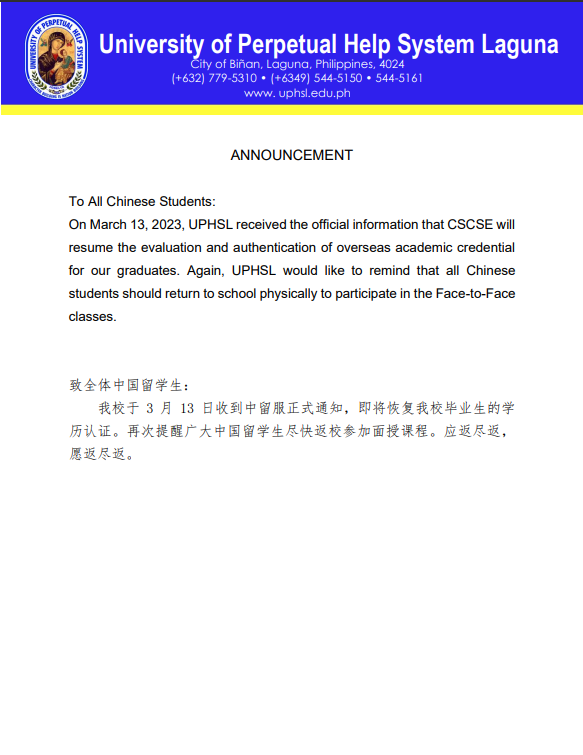 UNIVERSITY OF PERPETUAL HELP SYSTEM
University of Perpetual Help System Laguna
City of Biñan, Laguna, Philippines, 4024
(+632) 779-5310 • (+6349) 544-5150 • 544-5161
www. uphsl.edu.ph
ANNOUNCEMENT
To All Chinese Students:
On March 13, 2023, UPHSL received the official information that CSCSE will
resume the evaluation and authentication of overseas academic credential
for our graduates. Again, UPHSL would like to remind that all Chinese
students should return to school physically to participate in the Face-to-Face
classes.
致全体中国留学生：
我校于 3 月 13 日收到中留服正式通知，即将恢复我校毕业生的学
历认证。再次提醒广大中国留学生尽快返校参加面授课程。应返尽返，
愿返尽返。